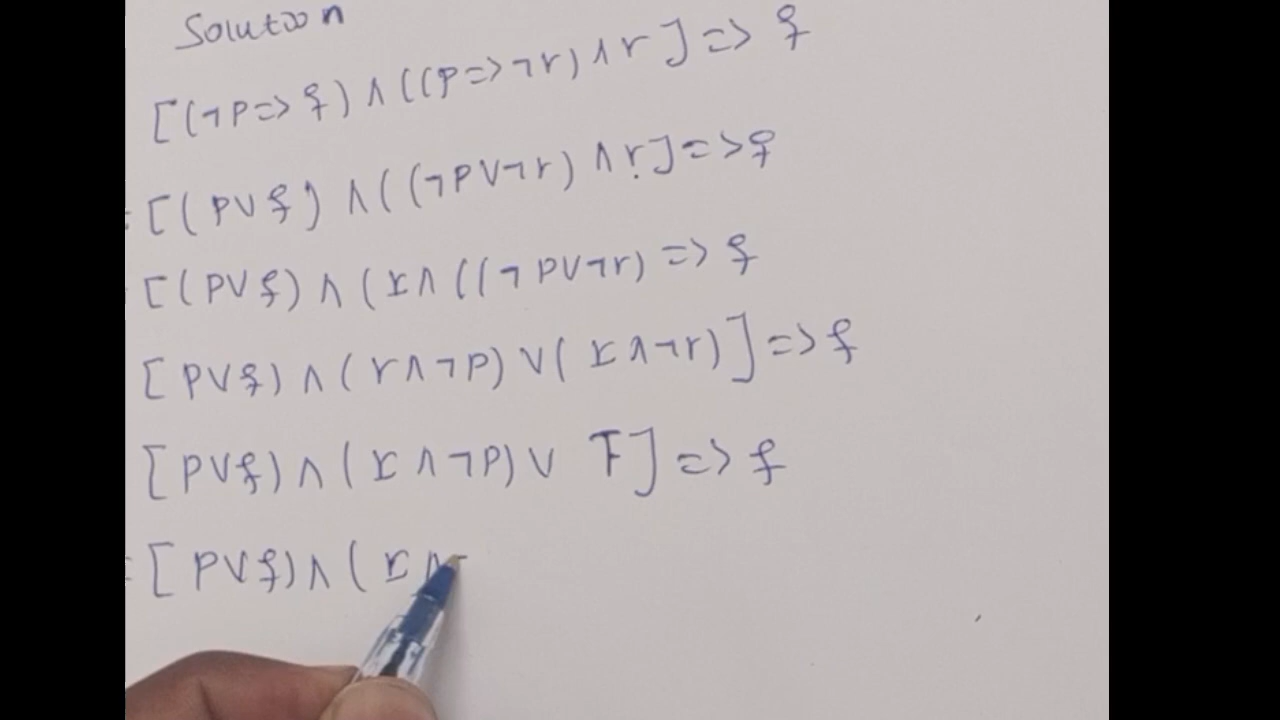 Solution
[(¬P=> q) ∧ ((P=>¬r) ∧ r] => q
= [(P∨q) ∧ ((¬P∨¬r) ∧ r] => q
= [(P∨q) ∧ (r∧ ((¬P∨¬r) => q
[P∨q) ∧ (r∧¬P) ∨ (r∧¬r)] => q
[P∨q) ∧ (r∧¬P) ∨ F] => q
= [P∨q) ∧ (r∧